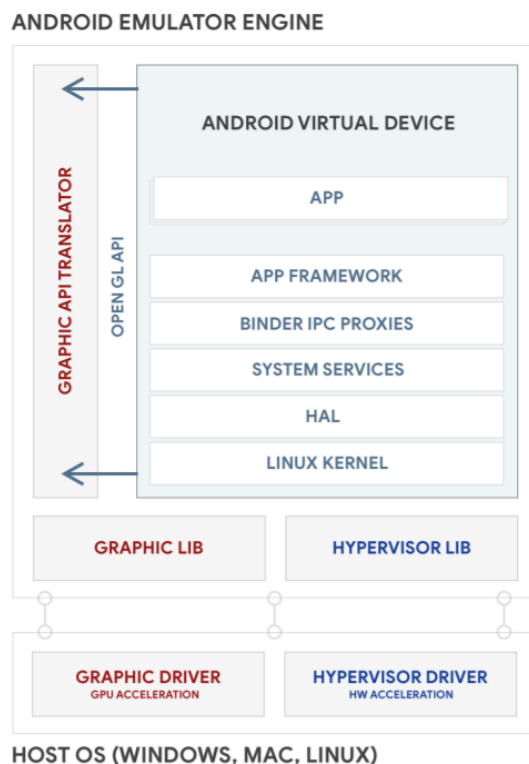 ANDROID EMULATOR ENGINE
GRAPHIC API TRANSLATOR
OPEN GL API
ANDROID VIRTUAL DEVICE
APP
APP FRAMEWORK
BINDER IPC PROXIES
SYSTEM SERVICES
HAL
LINUX KERNEL
GRAPHIC LIB
HYPERVISOR LIB
GRAPHIC DRIVER
GPU ACCELERATION
HYPERVISOR DRIVER
HW ACCELERATION
HOST OS (WINDOWS, MAC, LINUX)